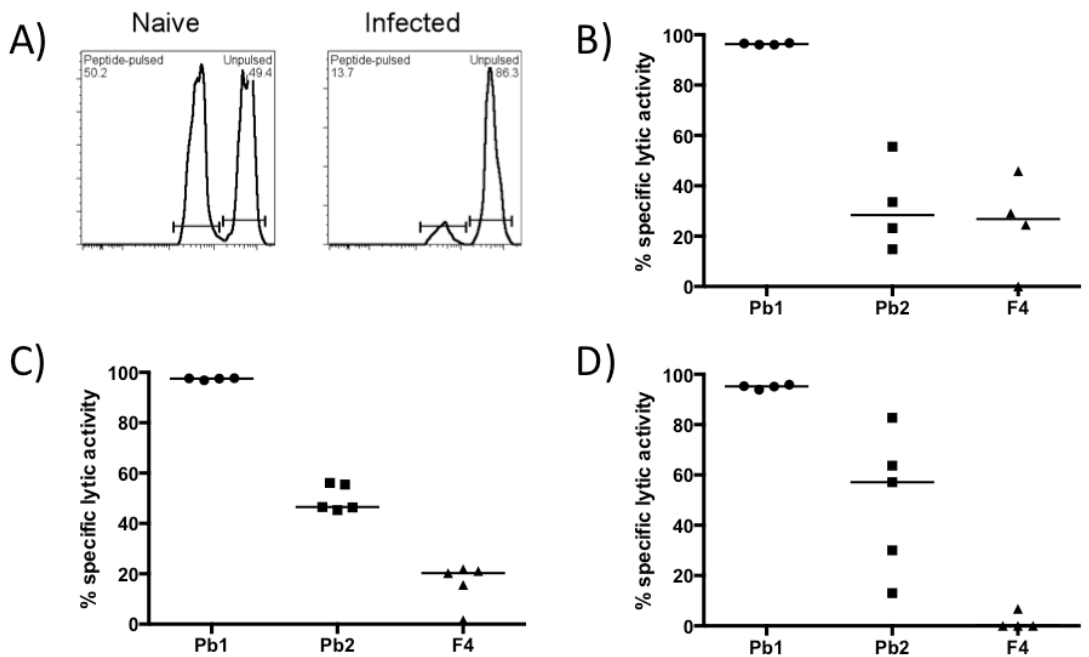 A)
Naive
Infected
Peptide-pulsed Unpulsed
50.2 49.4
Peptide-pulsed Unpulsed
13.7 86.3
B)
% specific lytic activity
100
80
60
40
20
0
Pb1 Pb2 F4
C)
% specific lytic activity
100
80
60
40
20
0
Pb1 Pb2 F4
D)
% specific lytic activity
100
80
60
40
20
0
Pb1 Pb2 F4